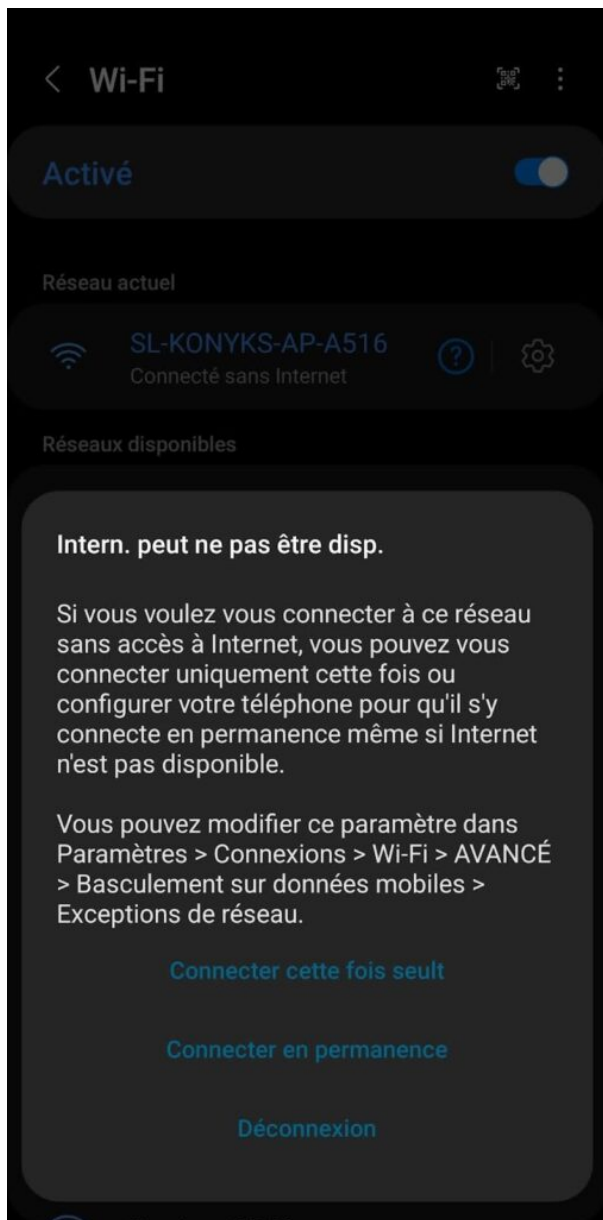 Wi-Fi
Activé
Réseau actuel
SL-KONYKS-AP-A516
Connecté sans Internet
Réseaux disponibles
Intern. peut ne pas être disp.
Si vous voulez vous connecter à ce réseau
sans accès à Internet, vous pouvez vous
connecter uniquement cette fois ou
configurer votre téléphone pour qu'il s'y
connecte en permanence même si Internet
n'est pas disponible.
Vous pouvez modifier ce paramètre dans
Paramètres > Connexions > Wi-Fi > AVANCÉ
> Basculement sur données mobiles >
Exceptions de réseau.
Connecter cette fois seult
Connecter en permanence
Déconnexion